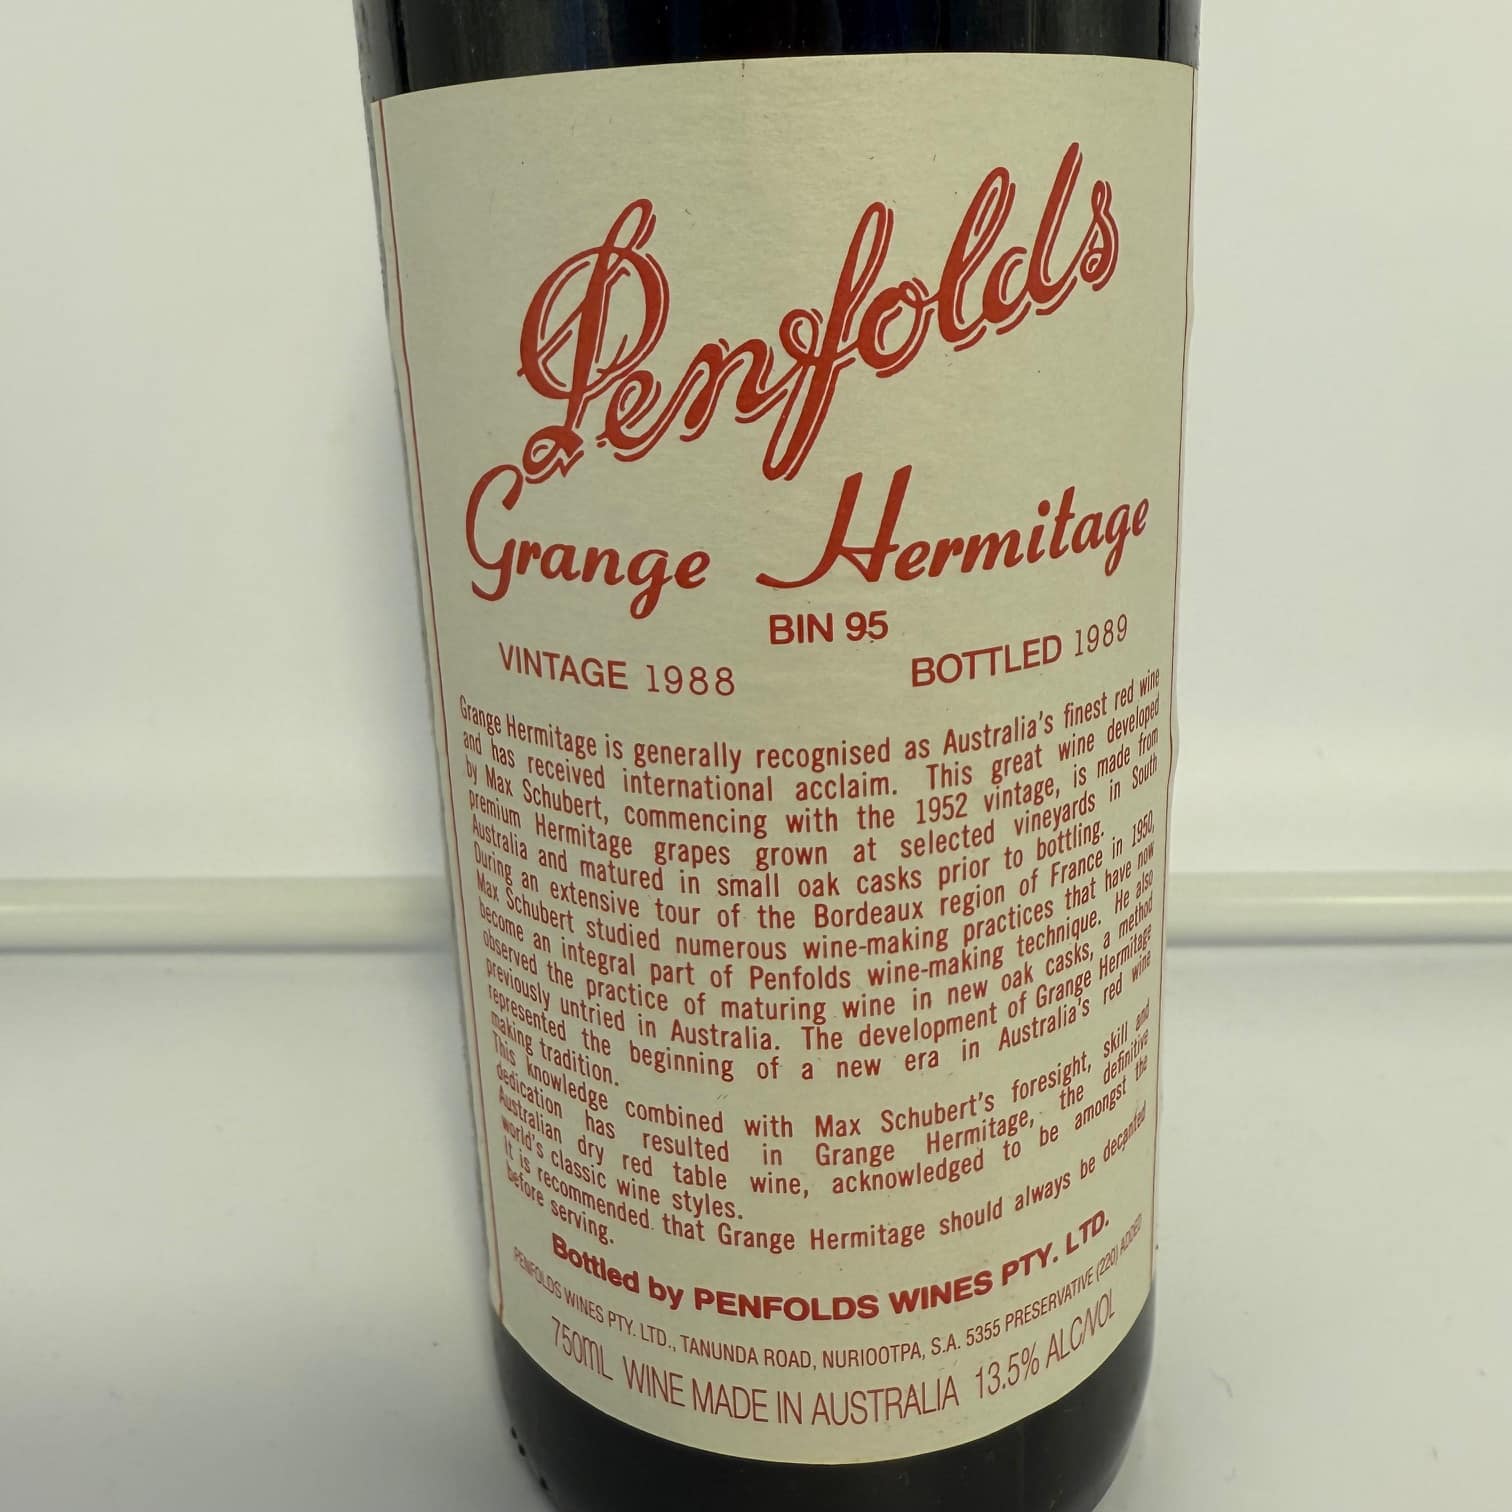 Penfolds
Grange Hermitage
BIN 95
VINTAGE 1988 BOTTLED 1989
Grange Hermitage is generally recognised as Australia's finest red wine
and has received international acclaim. This great wine developed
by Max Schubert, commencing with the 1952 vintage, is made from
premium Hermitage grapes grown at selected vineyards in South
Australia and matured in small oak casks prior to bottling.
During an extensive tour of the Bordeaux region of France in 1950,
Max Schubert studied numerous wine-making practices that have now
become an integral part of Penfolds wine-making technique. He also
observed the practice of maturing wine in new oak casks, a method
previously untried in Australia. The development of Grange Hermitage
represented the beginning of a new era in Australia's red wine
making tradition.
This knowledge combined with Max Schubert's foresight, skill and
dedication has resulted in Grange Hermitage, the definitive
Australian dry red table wine, acknowledged to be amongst the
world's classic wine styles.
It is recommended that Grange Hermitage should always be decanted
before serving.
Bottled by PENFOLDS WINES PTY. LTD.
PENFOLDS WINES PTY. LTD., TANUNDA ROAD, NURIOOTPA, S.A. 5355 PRESERVATIVE (220) ADDED
750mL WINE MADE IN AUSTRALIA 13.5% ALC/VOL